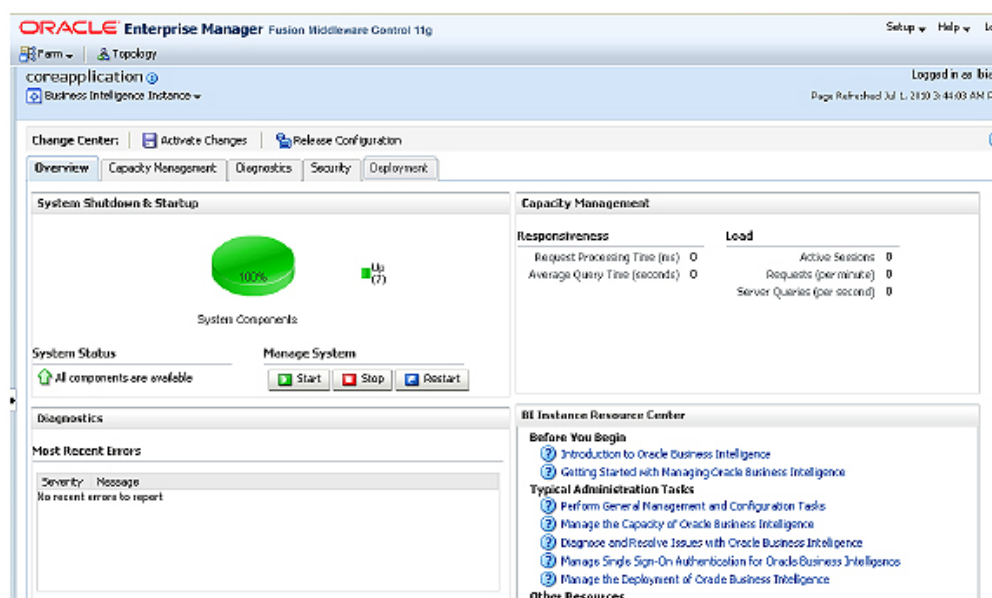 ORACLE Enterprise Manager Fusion Middleware Control 11g
Setup Help
Farm Topology
coreapplication
Logged in as
Business Intelligence Instance
Page Refreshed Jul 1, 2010 3:44:03 AM
Change Center: Activate Changes Release Configuration
Overview Capacity Management Diagnostics Security Deployment
System Shutdown & Startup
100%
Up
(7)
System Components
System Status
All components are available
Manage System
Start Stop Restart
Capacity Management
Responsiveness
Request Processing Time (ms) 0
Average Query Time (seconds) 0
Load
Active Sessions 0
Requests (per minute) 0
Server Queries (per second) 0
Diagnostics
Most Recent Errors
Severity Message
No recent errors to report
BI Instance Resource Center
Before You Begin
Introduction to Oracle Business Intelligence
Getting Started with Managing Oracle Business Intelligence
Typical Administration Tasks
Perform General Management and Configuration Tasks
Manage the Capacity of Oracle Business Intelligence
Diagnose and Resolve Issues with Oracle Business Intelligence
Manage Single Sign-On Authentication for Oracle Business Intelligence
Manage the Deployment of Oracle Business Intelligence
Other Resources